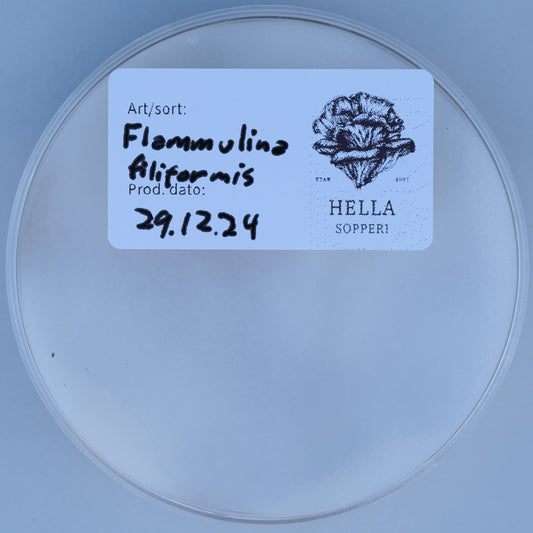 Art/sort:
Flammulina
filiformis
Prod. dato:
29.12.24
HELLA
SOPPERI